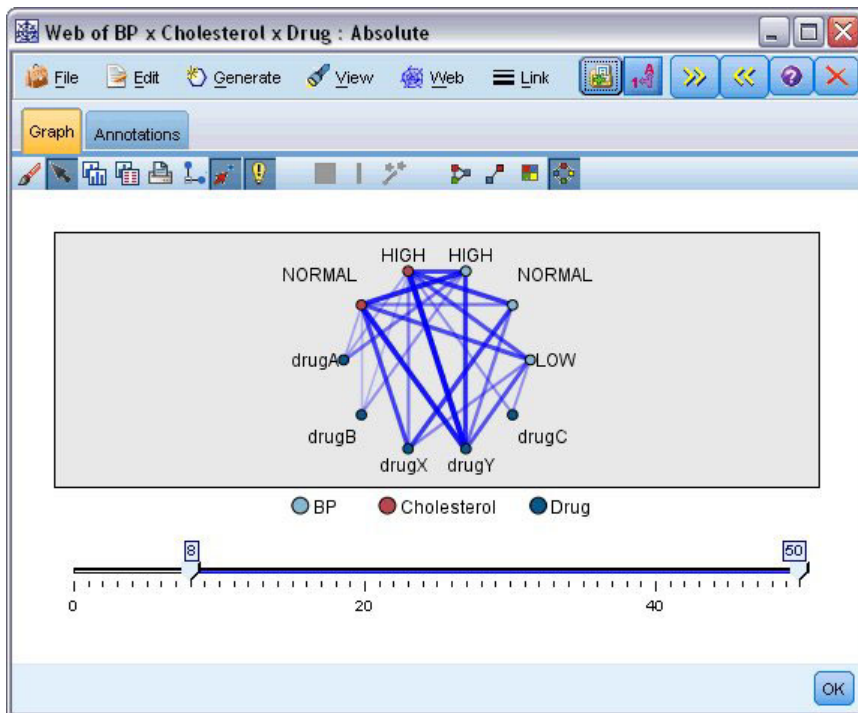 Web of BP x Cholesterol x Drug : Absolute
File Edit Generate View Web Link
Graph Annotations
HIGH HIGH
NORMAL NORMAL
drugA LOW
drugB drugC
drugX drugY
BP Cholesterol Drug
8 50
0 20 40
OK